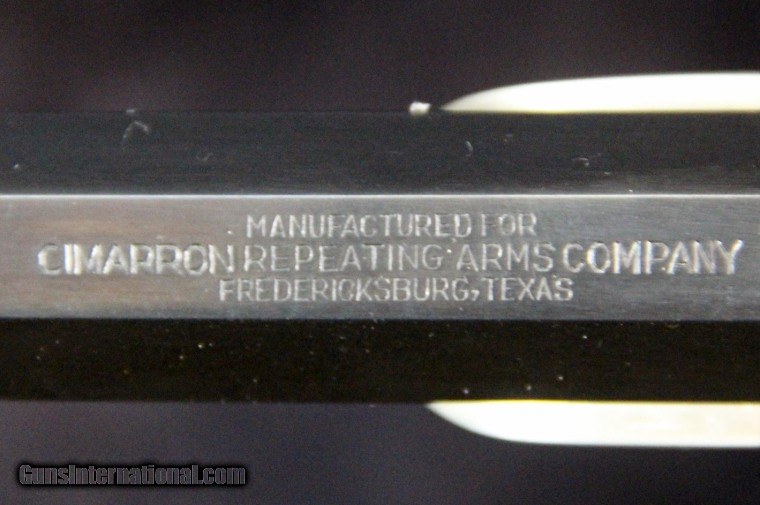 MANUFACTURED FOR
CIMARRON REPEATING ARMS COMPANY
FREDERICKSBURG, TEXAS
GunsInternational.com